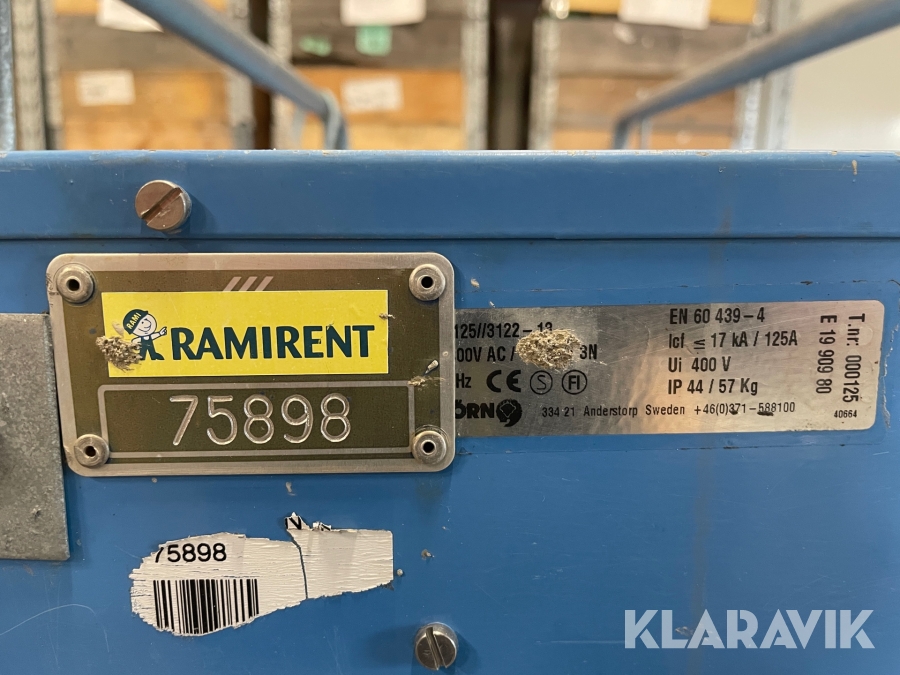 RAMI
RAMIRENT
75898
125//3122-13
00V AC / 3N
Hz CE S FI
ÖRN
334 21 Anderstorp Sweden +46(0)371-588100
EN 60 439-4
Icf ≤ 17 kA / 125A
Ui 400 V
IP 44 / 57 Kg
T.nr. 000125
E 19 909 80
40664
75898
KLARAVIK